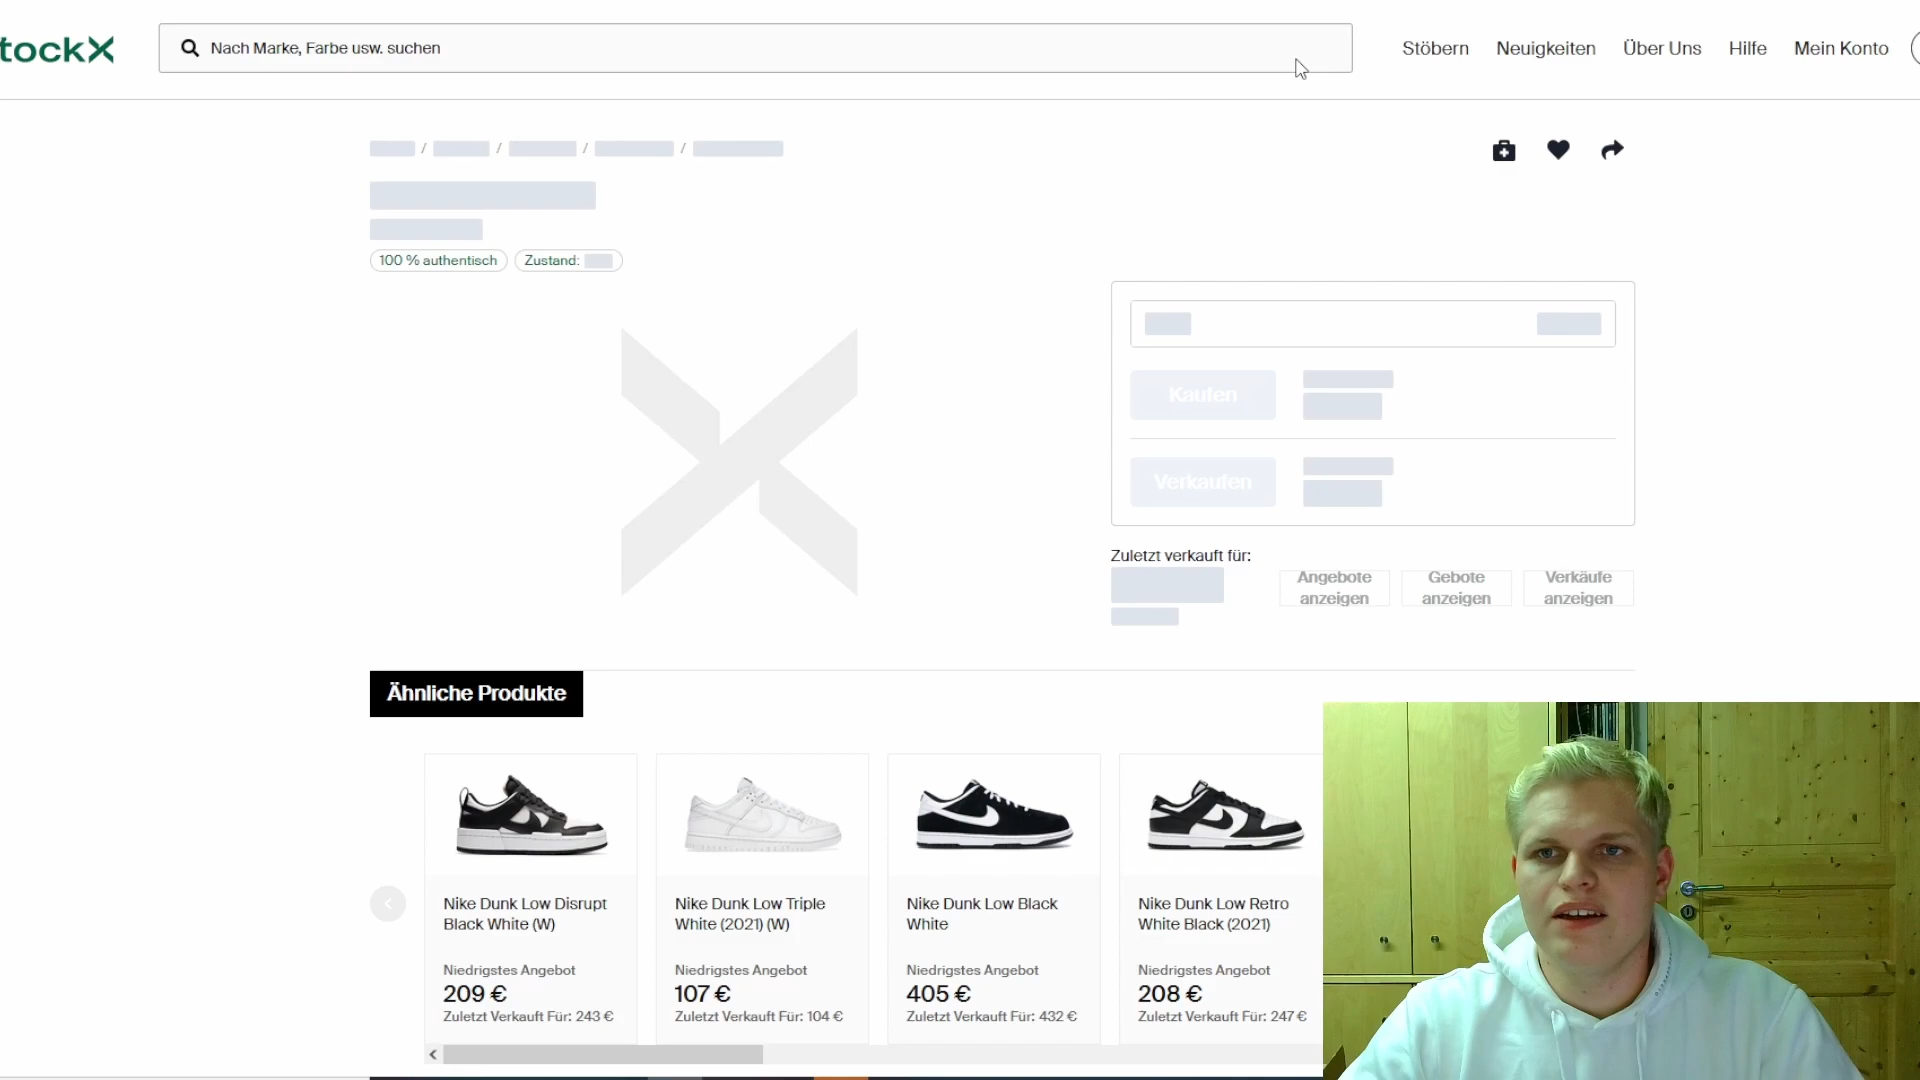 tockX
Nach Marke, Farbe usw. suchen
Stöbern
Neuigkeiten
Über Uns
Hilfe
Mein Konto
/ / / /
100 % authentisch
Zustand:
Kaufen
Verkaufen
Zuletzt verkauft für:
Angebote
anzeigen
Gebote
anzeigen
Verkäufe
anzeigen
Ähnliche Produkte
Nike Dunk Low Disrupt
Black White (W)
Niedrigstes Angebot
209 €
Zuletzt Verkauft Für: 243 €
Nike Dunk Low Triple
White (2021) (W)
Niedrigstes Angebot
107 €
Zuletzt Verkauft Für: 104 €
Nike Dunk Low Black
White
Niedrigstes Angebot
405 €
Zuletzt Verkauft Für: 432 €
Nike Dunk Low Retro
White Black (2021)
Niedrigstes Angebot
208 €
Zuletzt Verkauft Für: 247 €